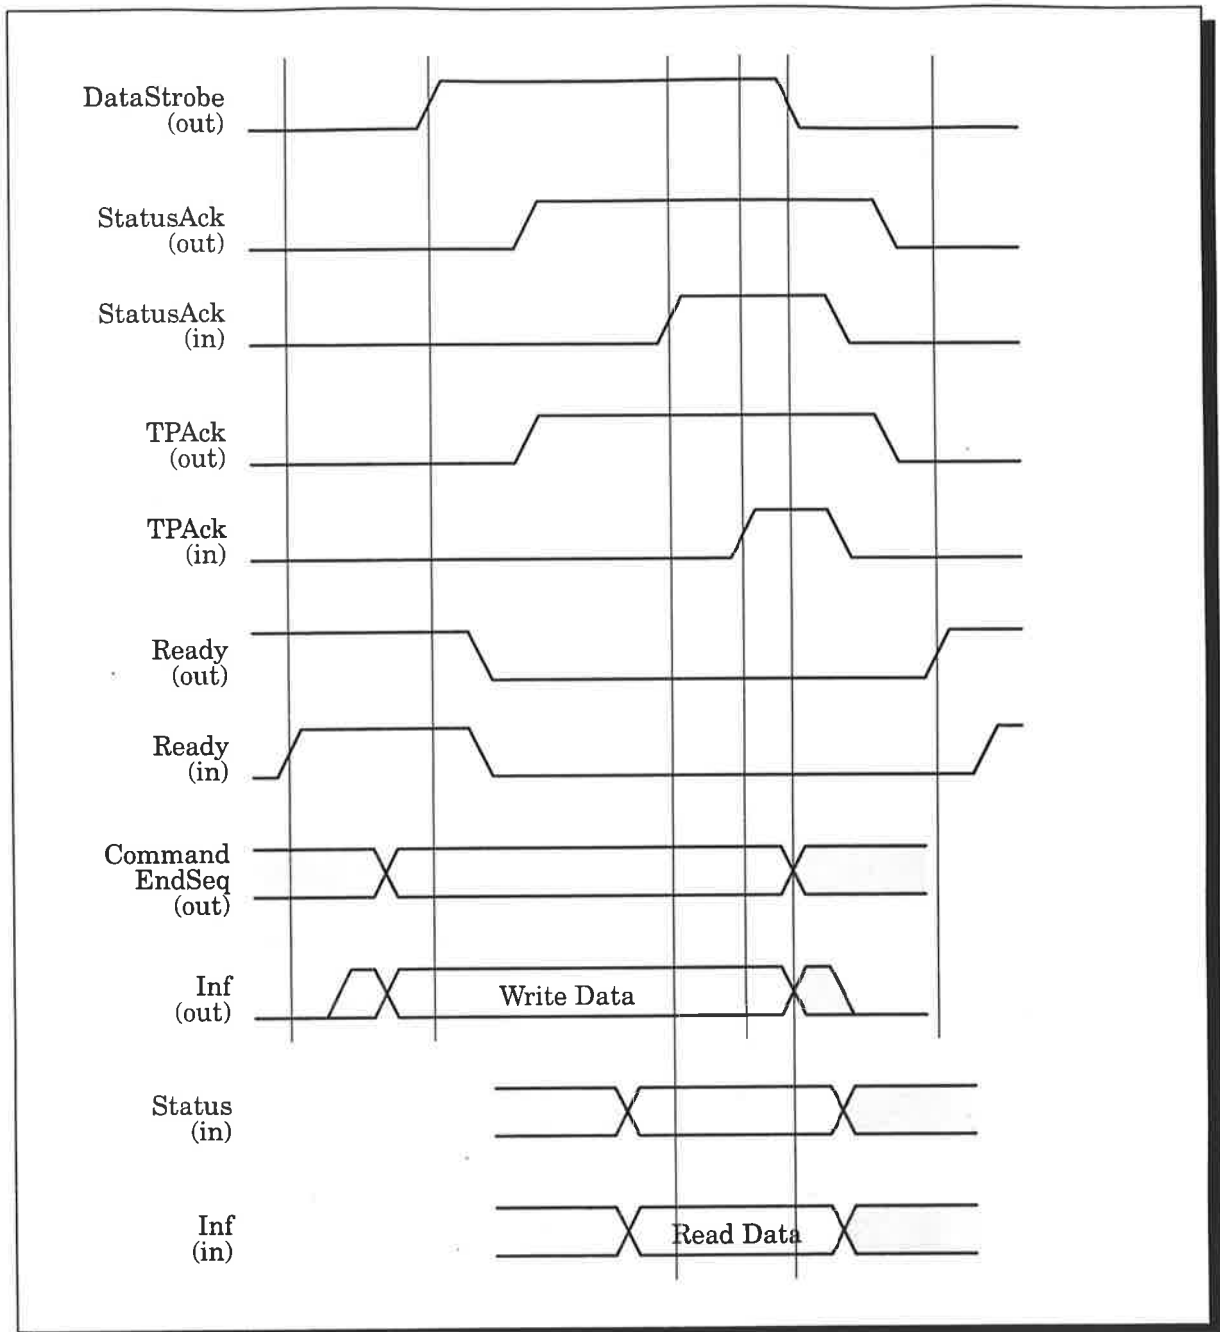 DataStrobe
(out)
StatusAck
(out)
StatusAck
(in)
TPAck
(out)
TPAck
(in)
Ready
(out)
Ready
(in)
Command
EndSeq
(out)
Inf
(out)
Write Data
Status
(in)
Inf
(in)
Read Data